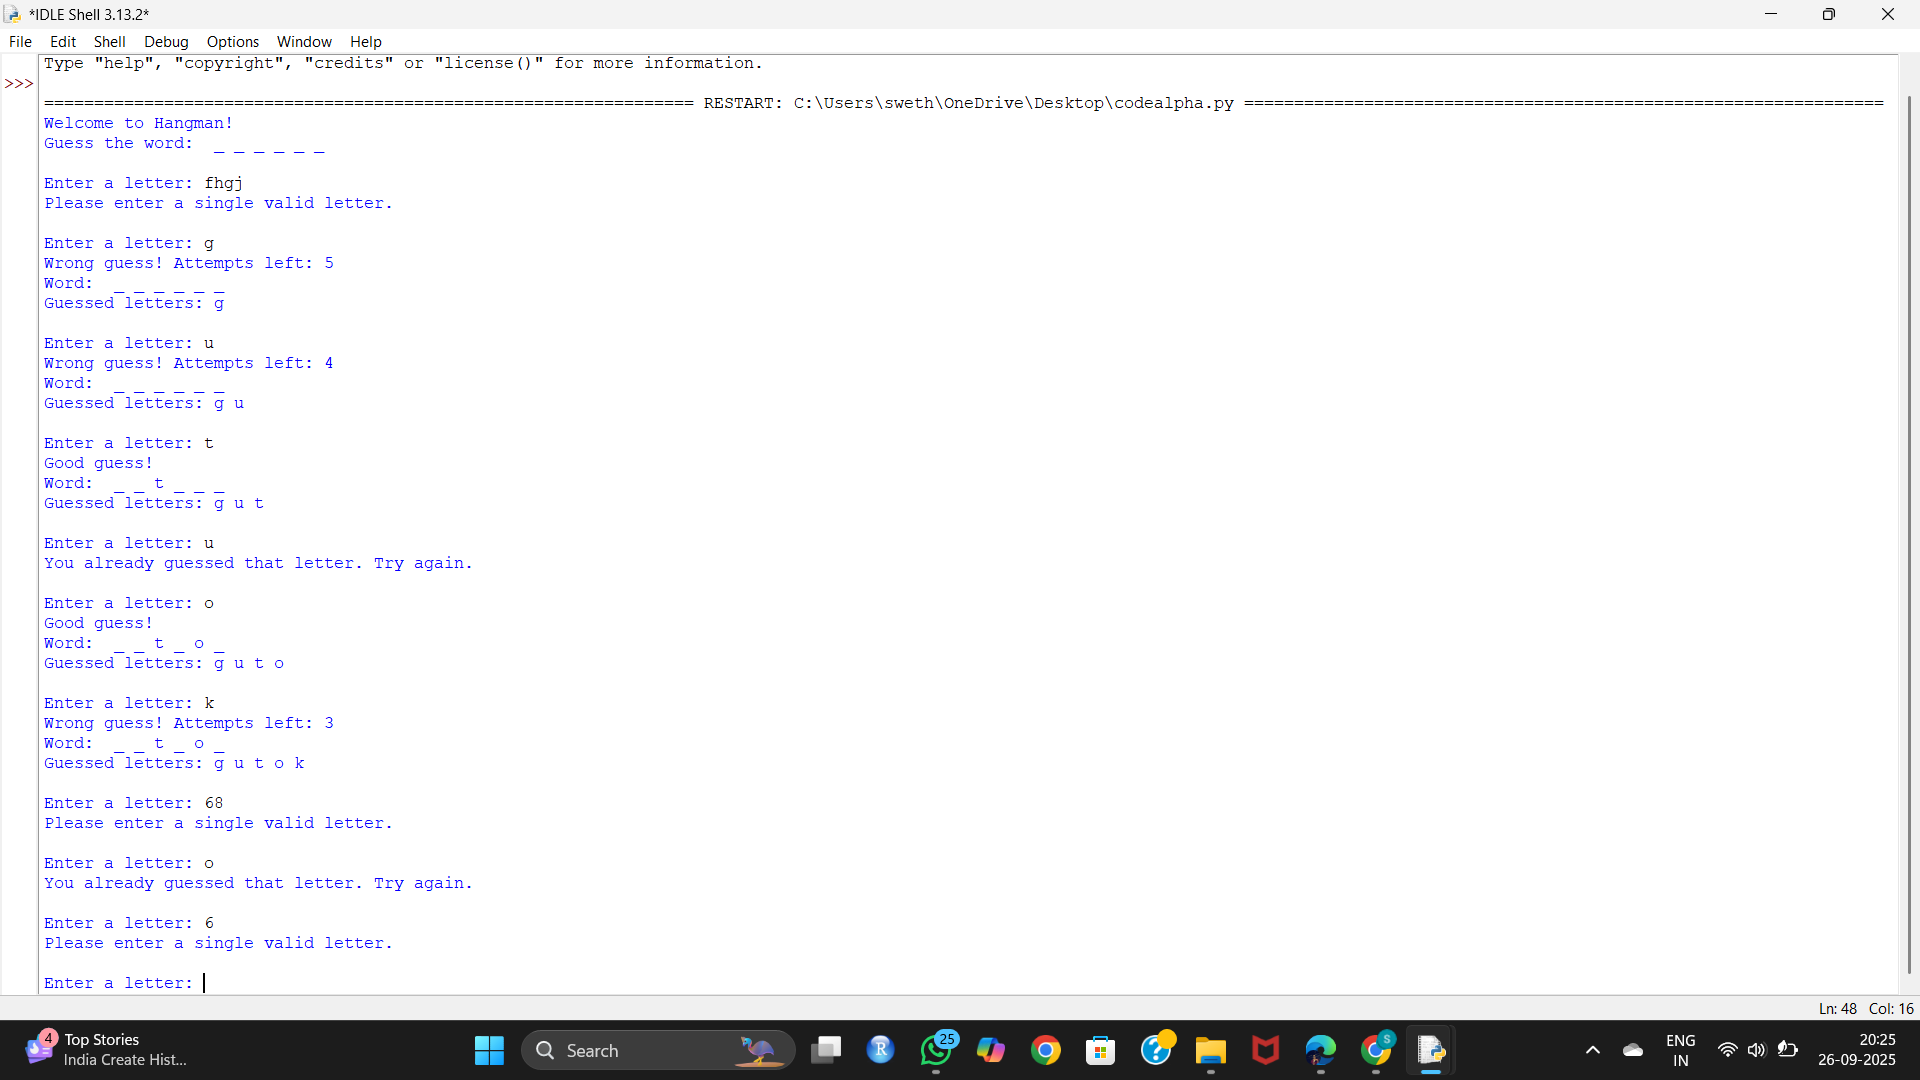 *IDLE Shell 3.13.2*
File Edit Shell Debug Options Window Help
Type "help", "copyright", "credits" or "license()" for more information.
>>>
================================================================= RESTART: C:\Users\sweth\OneDrive\Desktop\codealpha.py ================================================================
Welcome to Hangman!
Guess the word:  _ _ _ _ _ _
Enter a letter: fhgj
Please enter a single valid letter.
Enter a letter: g
Wrong guess! Attempts left: 5
Word:  _ _ _ _ _ _
Guessed letters: g
Enter a letter: u
Wrong guess! Attempts left: 4
Word:  _ _ _ _ _ _
Guessed letters: g u
Enter a letter: t
Good guess!
Word:  _ _ t _ _ _
Guessed letters: g u t
Enter a letter: u
You already guessed that letter. Try again.
Enter a letter: o
Good guess!
Word:  _ _ t _ o _
Guessed letters: g u t o
Enter a letter: k
Wrong guess! Attempts left: 3
Word:  _ _ t _ o _
Guessed letters: g u t o k
Enter a letter: 68
Please enter a single valid letter.
Enter a letter: o
You already guessed that letter. Try again.
Enter a letter: 6
Please enter a single valid letter.
Enter a letter:
Ln: 48 Col: 16
4 Top Stories
India Create Hist...
Search
R
25
?
S
ENG
IN
20:25
26-09-2025